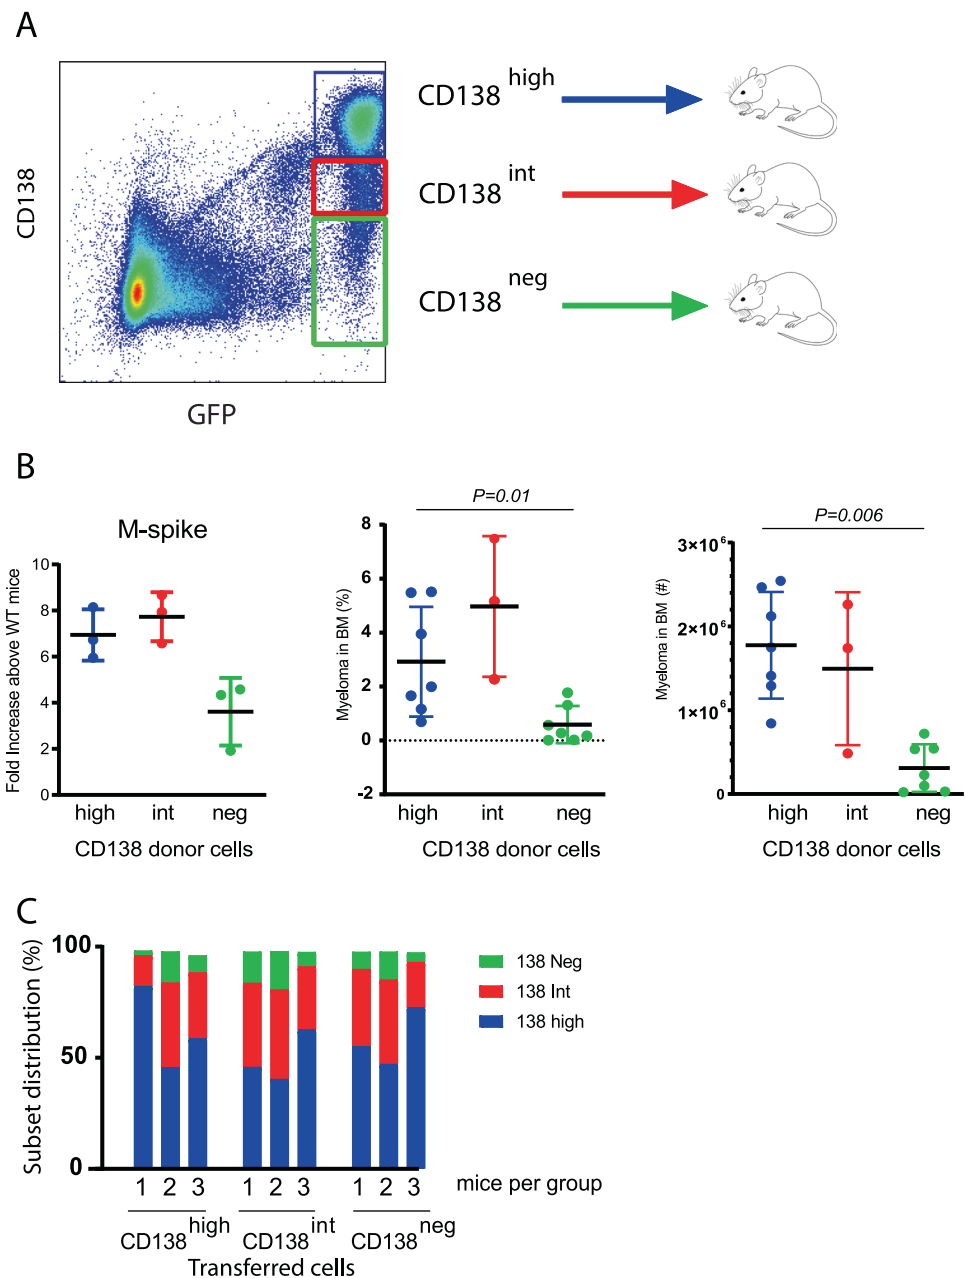 A
CD138
GFP
CD138 high
CD138 int
CD138 neg
B
M-spike
Fold Increase above WT mice
10
8
6
4
2
0
high int neg
CD138 donor cells
P=0.01
Myeloma in BM (%)
8
6
4
2
0
-2
high int neg
CD138 donor cells
P=0.006
Myeloma in BM (#)
3×10⁶
2×10⁶
1×10⁶
0
high int neg
CD138 donor cells
C
Subset distribution (%)
100
50
0
138 Neg
138 Int
138 high
1 2 3 1 2 3 1 2 3 mice per group
CD138 high CD138 int CD138 neg
Transferred cells